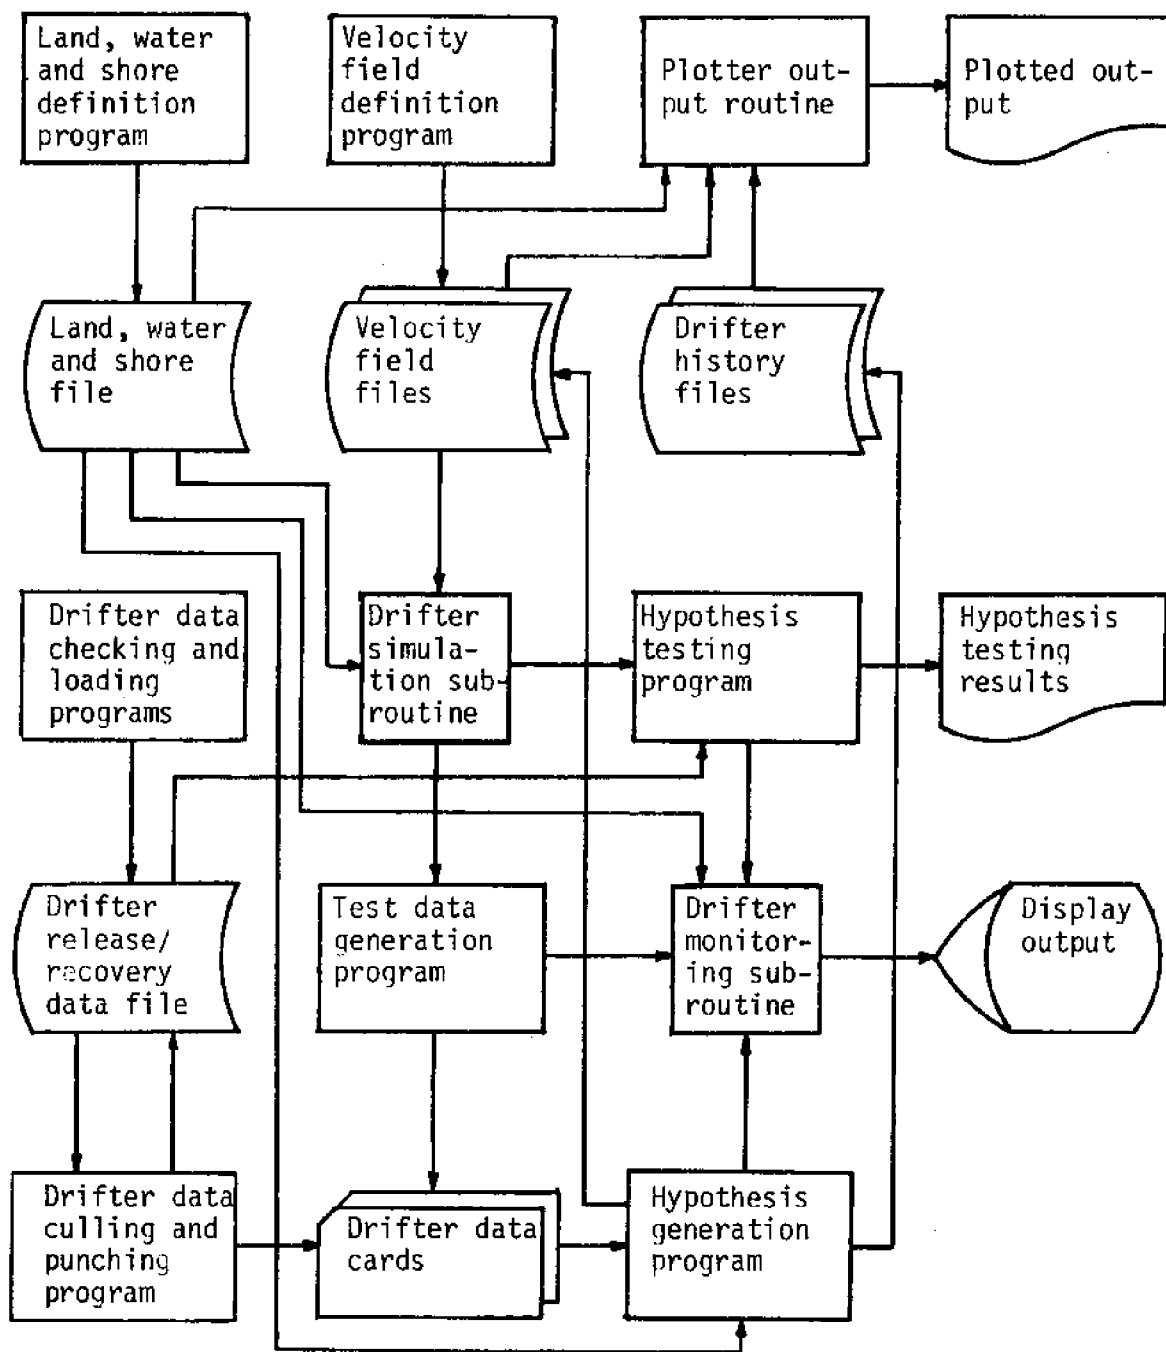 Land, water
and shore
definition
program
Velocity
field
definition
program
Plotter out-
put routine
Plotted out-
put
Land, water
and shore
file
Velocity
field
files
Drifter
history
files
Drifter data
checking and
loading
programs
Drifter
simula-
tion sub-
routine
Hypothesis
testing
program
Hypothesis
testing
results
Drifter
release/
recovery
data file
Test data
generation
program
Drifter
monitor-
ing sub-
routine
Display
output
Drifter data
culling and
punching
program
Drifter data
cards
Hypothesis
generation
program